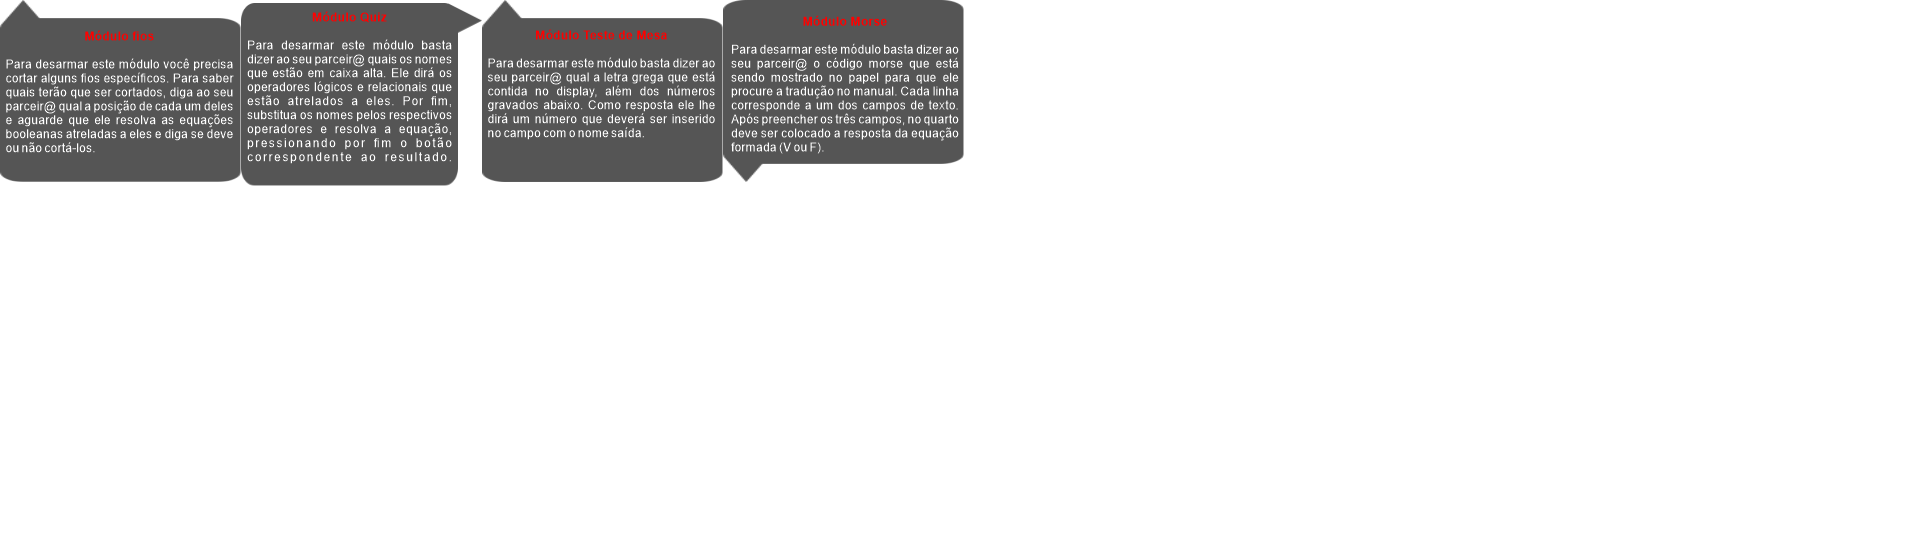 Módulo fios
Para desarmar este módulo você precisa
cortar alguns fios específicos. Para saber
quais terão que ser cortados, diga ao seu
parceir@ qual a posição de cada um deles
e aguarde que ele resolva as equações
booleanas atreladas a eles e diga se deve
ou não cortá-los.
Módulo Quiz
Para desarmar este módulo basta
dizer ao seu parceir@ quais os nomes
que estão em caixa alta. Ele dirá os
operadores lógicos e relacionais que
estão atrelados a eles. Por fim,
substitua os nomes pelos respectivos
operadores e resolva a equação,
pressionando por fim o botão
correspondente ao resultado.
Módulo Teste de Mesa
Para desarmar este módulo basta dizer ao
seu parceir@ qual a letra grega que está
contida no display, além dos números
gravados abaixo. Como resposta ele lhe
dirá um número que deverá ser inserido
no campo com o nome saída.
Módulo Morse
Para desarmar este módulo basta dizer ao
seu parceir@ o código morse que está
sendo mostrado no papel para que ele
procure a tradução no manual. Cada linha
corresponde a um dos campos de texto.
Após preencher os três campos, no quarto
deve ser colocado a resposta da equação
formada (V ou F).